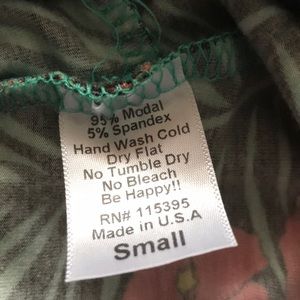 95% Modal
5% Spandex
Hand Wash Cold
Dry Flat
No Tumble Dry
No Bleach
Be Happy!!
RN# 115395
Made in U.S.A
Small